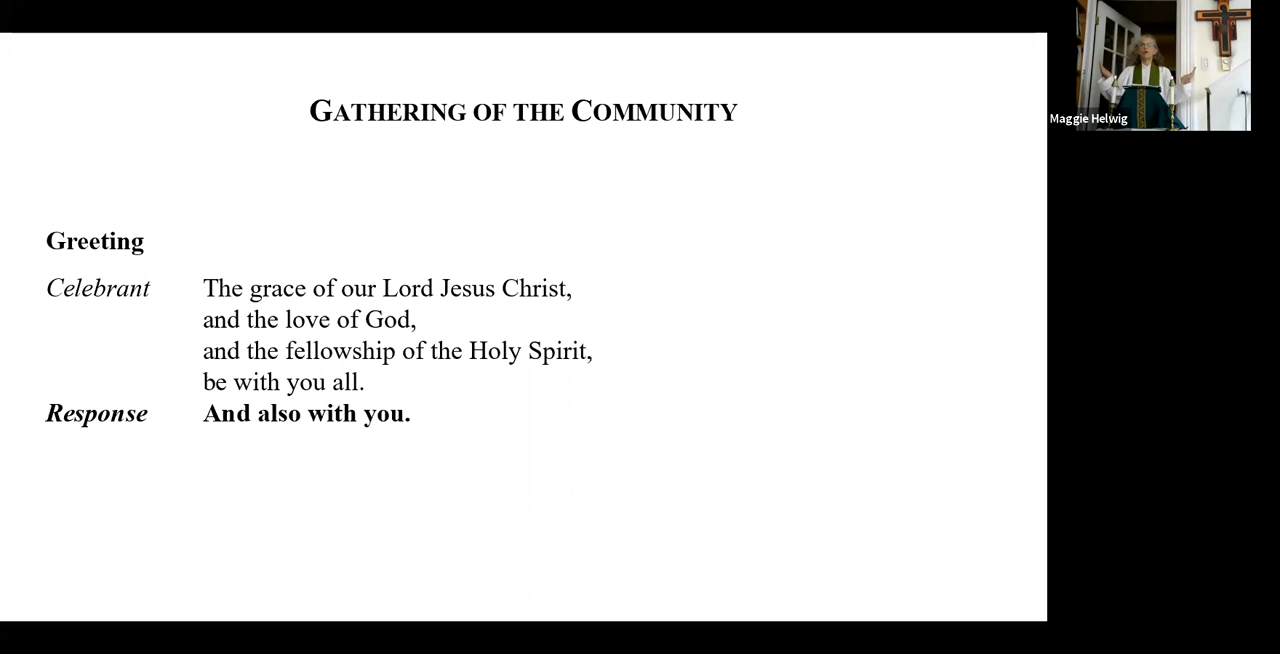 GATHERING OF THE COMMUNITY
Maggie Helwig
Greeting
Celebrant The grace of our Lord Jesus Christ,
and the love of God,
and the fellowship of the Holy Spirit,
be with you all.
Response And also with you.